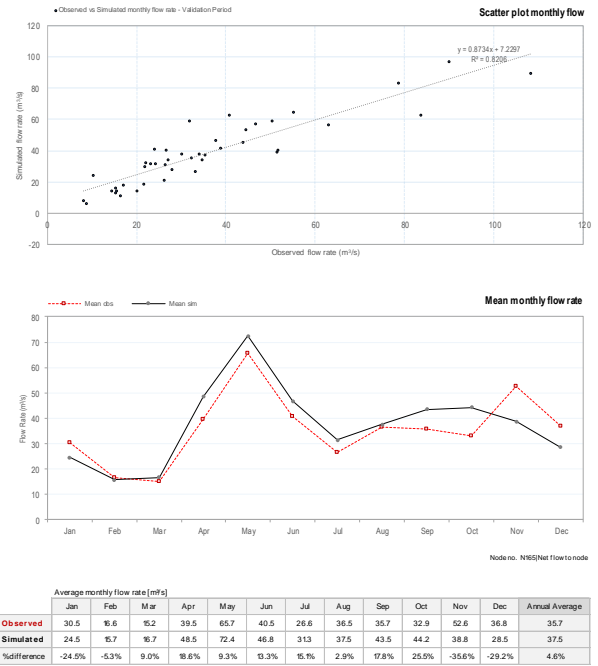 Observed vs Simulated monthly flow rate - Validation Period
Scatter plot monthly flow
120
100
80
60
40
20
0
-20
Simulated flow rate (m³/s)
y = 0.8734x + 7.2297
R² = 0.8206
0 20 40 60 80 100 120
Observed flow rate (m³/s)
Mean obs Mean sim
Mean monthly flow rate
80
70
60
50
40
30
20
10
0
Flow Rate (m³/s)
Jan Feb Mar Apr May Jun Jul Aug Sep Oct Nov Dec
Node no. N165|Net flow to node
Average monthly flow rate [m³/s]
Jan Feb Mar Apr May Jun Jul Aug Sep Oct Nov Dec Annual Average
Observed 30.5 16.6 15.2 39.5 65.7 40.5 26.6 36.5 35.7 32.9 52.6 36.8 35.7
Simulated 24.5 15.7 16.7 48.5 72.4 46.8 31.3 37.5 43.5 44.2 38.8 28.5 37.5
%difference -24.5% -5.3% 9.0% 18.6% 9.3% 13.3% 15.1% 2.9% 17.8% 25.5% -35.6% -29.2% 4.6%